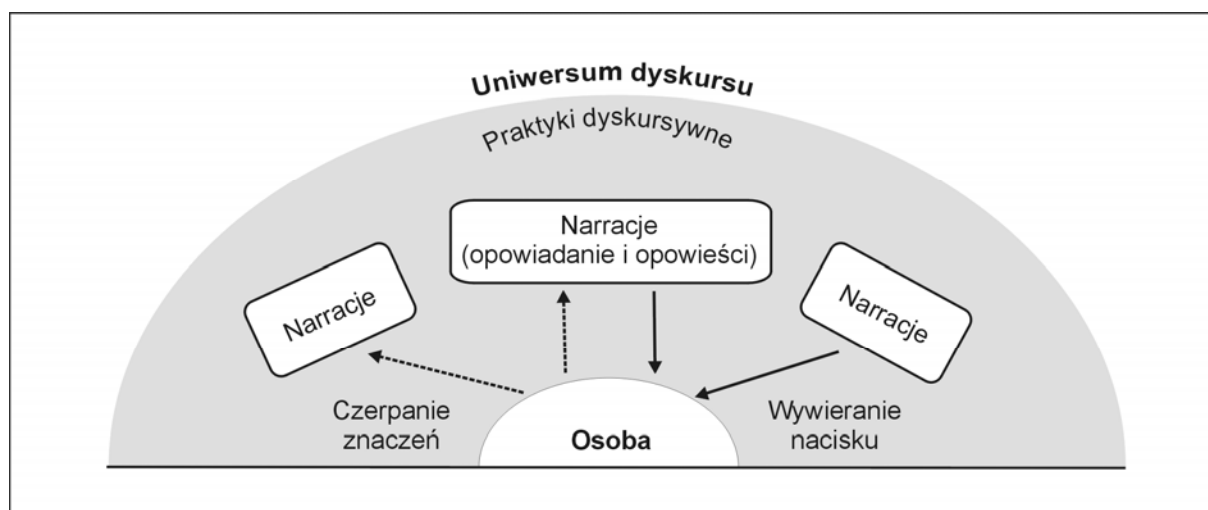 Uniwersum dyskursu
Praktyki dyskursywne
Narracje
(opowiadanie i opowieści)
Narracje
Narracje
Czerpanie
znaczeń
Osoba
Wywieranie
nacisku